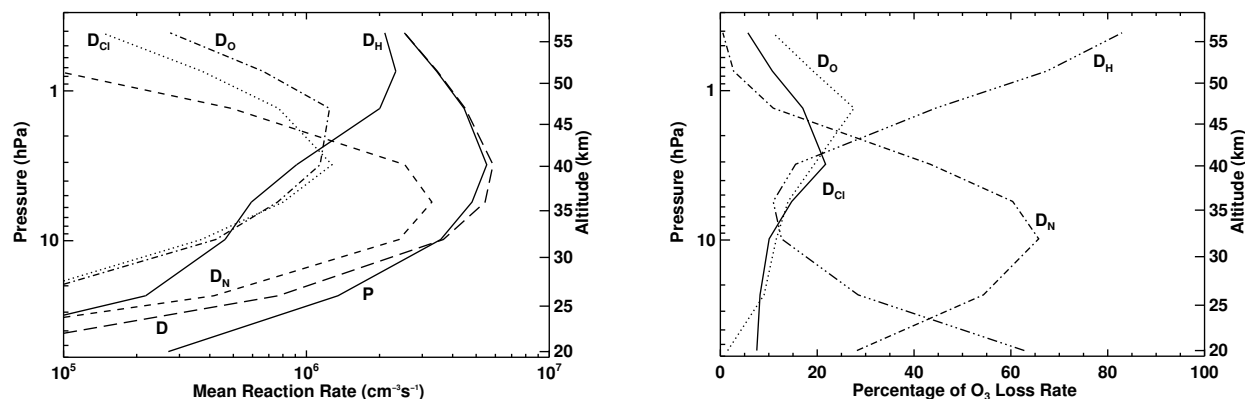 D_Cl
D_O
D_H
D_N
D
P
1
10
Pressure (hPa)
55
50
45
40
35
30
25
20
Altitude (km)
10⁵
10⁶
10⁷
Mean Reaction Rate (cm⁻³s⁻¹)
D_O
D_H
D_Cl
D_N
1
10
Pressure (hPa)
55
50
45
40
35
30
25
20
Altitude (km)
0
20
40
60
80
100
Percentage of O₃ Loss Rate